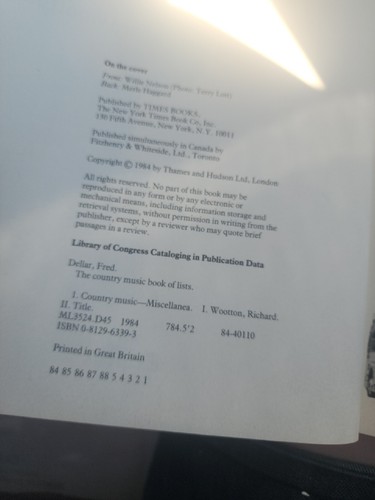 On the cover
Front: Willie Nelson (Photo: Terry Lott)
Back: Merle Haggard
Published by TIMES BOOKS,
The New York Times Book Co, Inc.
130 Fifth Avenue, New York, N.Y. 10011
Published simultaneously in Canada by
Fitzhenry & Whiteside, Ltd., Toronto
Copyright © 1984 by Thames and Hudson Ltd, London
All rights reserved. No part of this book may be
reproduced in any form or by any electronic or
mechanical means, including information storage and
retrieval systems, without permission in writing from the
publisher, except by a reviewer who may quote brief
passages in a review.
Library of Congress Cataloging in Publication Data
Dellar, Fred.
The country music book of lists.
1. Country music—Miscellanea. I. Wootton, Richard.
II. Title.
ML3524.D45 1984 784.5'2 84-40110
ISBN 0-8129-6339-3
Printed in Great Britain
84 85 86 87 88 5 4 3 2 1